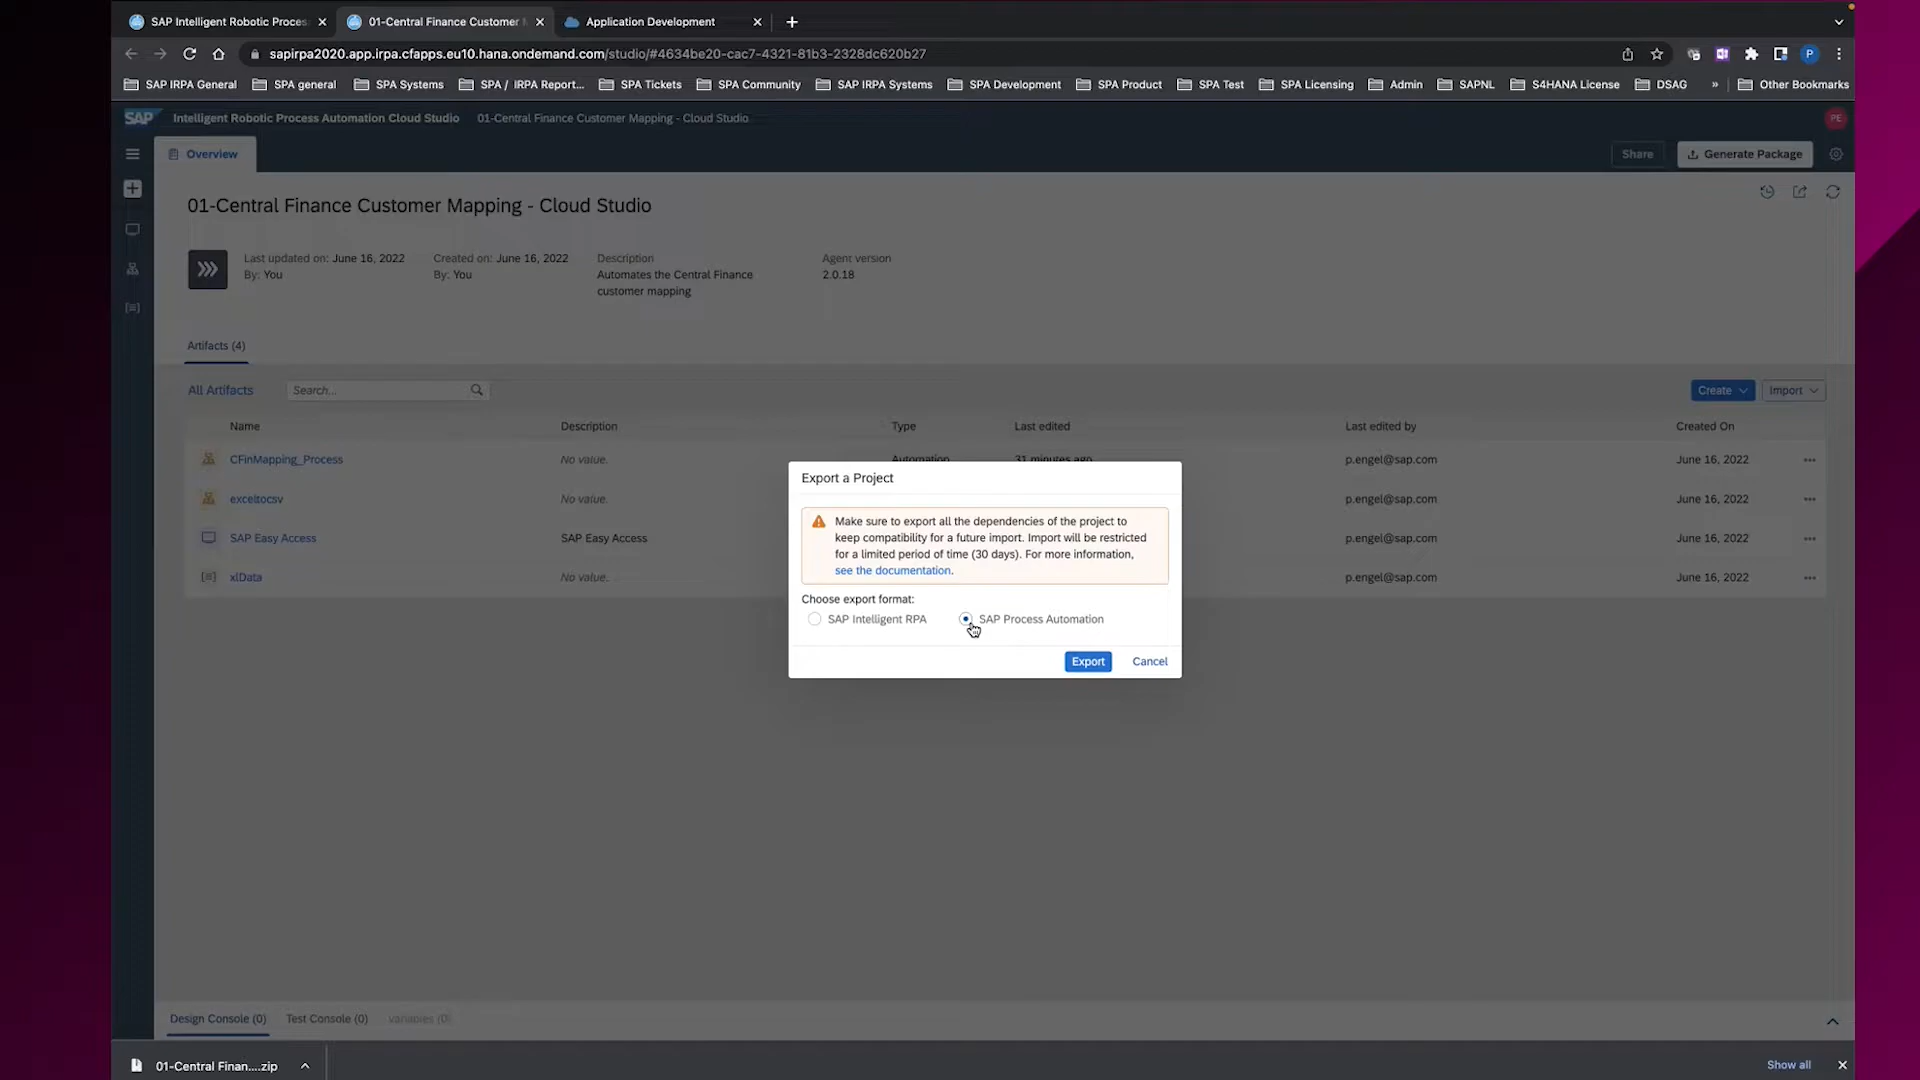 SAP Intelligent Robotic Proces
01-Central Finance Customer M
Application Development
sapirpa2020.app.irpa.cfapps.eu10.hana.ondemand.com/studio/#4634be20-cac7-4321-81b3-2328dc620b27
P
SAP IRPA General
SPA general
SPA Systems
SPA / IRPA Report...
SPA Tickets
SPA Community
SAP IRPA Systems
SPA Development
SPA Product
SPA Test
SPA Licensing
Admin
SAPNL
S4HANA License
DSAG
»
Other Bookmarks
SAP
Intelligent Robotic Process Automation Cloud Studio
01-Central Finance Customer Mapping - Cloud Studio
PE
Overview
Share
Generate Package
01-Central Finance Customer Mapping - Cloud Studio
Last updated on: June 16, 2022
By: You
Created on: June 16, 2022
By: You
Description
Automates the Central Finance
customer mapping
Agent version
2.0.18
Artifacts (4)
All Artifacts
Search...
Create
Import
Name Description Type Last edited Last edited by Created On
CFinMapping_Process No value. Automation 31 minutes ago p.engel@sap.com June 16, 2022
exceltocsv No value. p.engel@sap.com June 16, 2022
SAP Easy Access SAP Easy Access p.engel@sap.com June 16, 2022
xlData No value. p.engel@sap.com June 16, 2022
Export a Project
Make sure to export all the dependencies of the project to
keep compatibility for a future import. Import will be restricted
for a limited period of time (30 days). For more information,
see the documentation.
Choose export format:
SAP Intelligent RPA
SAP Process Automation
Export
Cancel
Design Console (0)
Test Console (0)
Variables (0)
01-Central Finan....zip
Show all